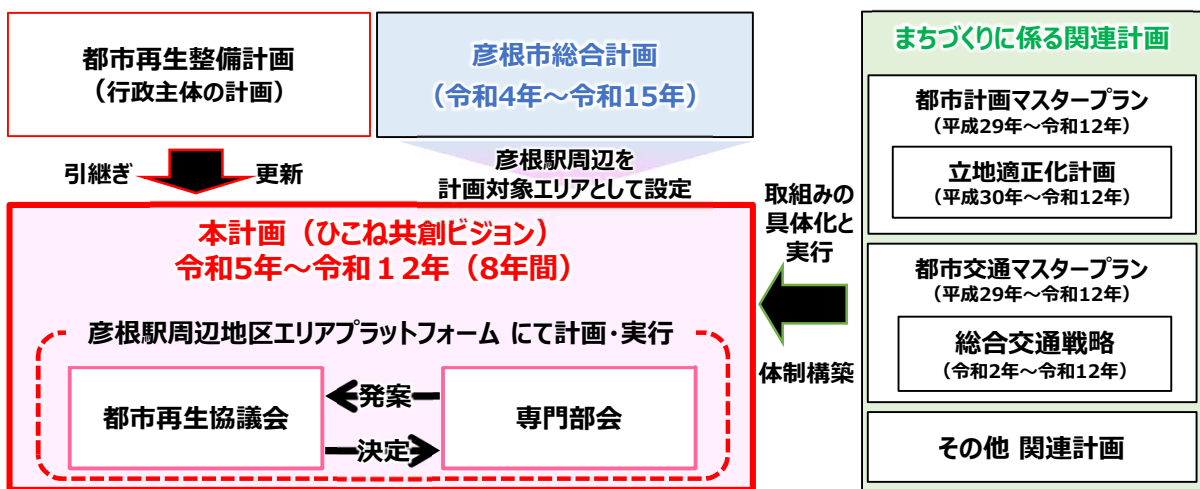 都市再生整備計画
（行政主体の計画）
彦根市総合計画
（令和4年～令和15年）
まちづくりに係る関連計画
都市計画マスタープラン
（平成29年～令和12年）
立地適正化計画
（平成30年～令和12年）
引継ぎ
更新
彦根駅周辺を
計画対象エリアとして設定
取組みの
具体化と
実行
本計画（ひこね共創ビジョン）
令和5年～令和１２年（8年間）
都市交通マスタープラン
（平成29年～令和12年）
総合交通戦略
（令和2年～令和12年）
彦根駅周辺地区エリアプラットフォーム にて計画・実行
体制構築
都市再生協議会
発案
決定
専門部会
その他 関連計画